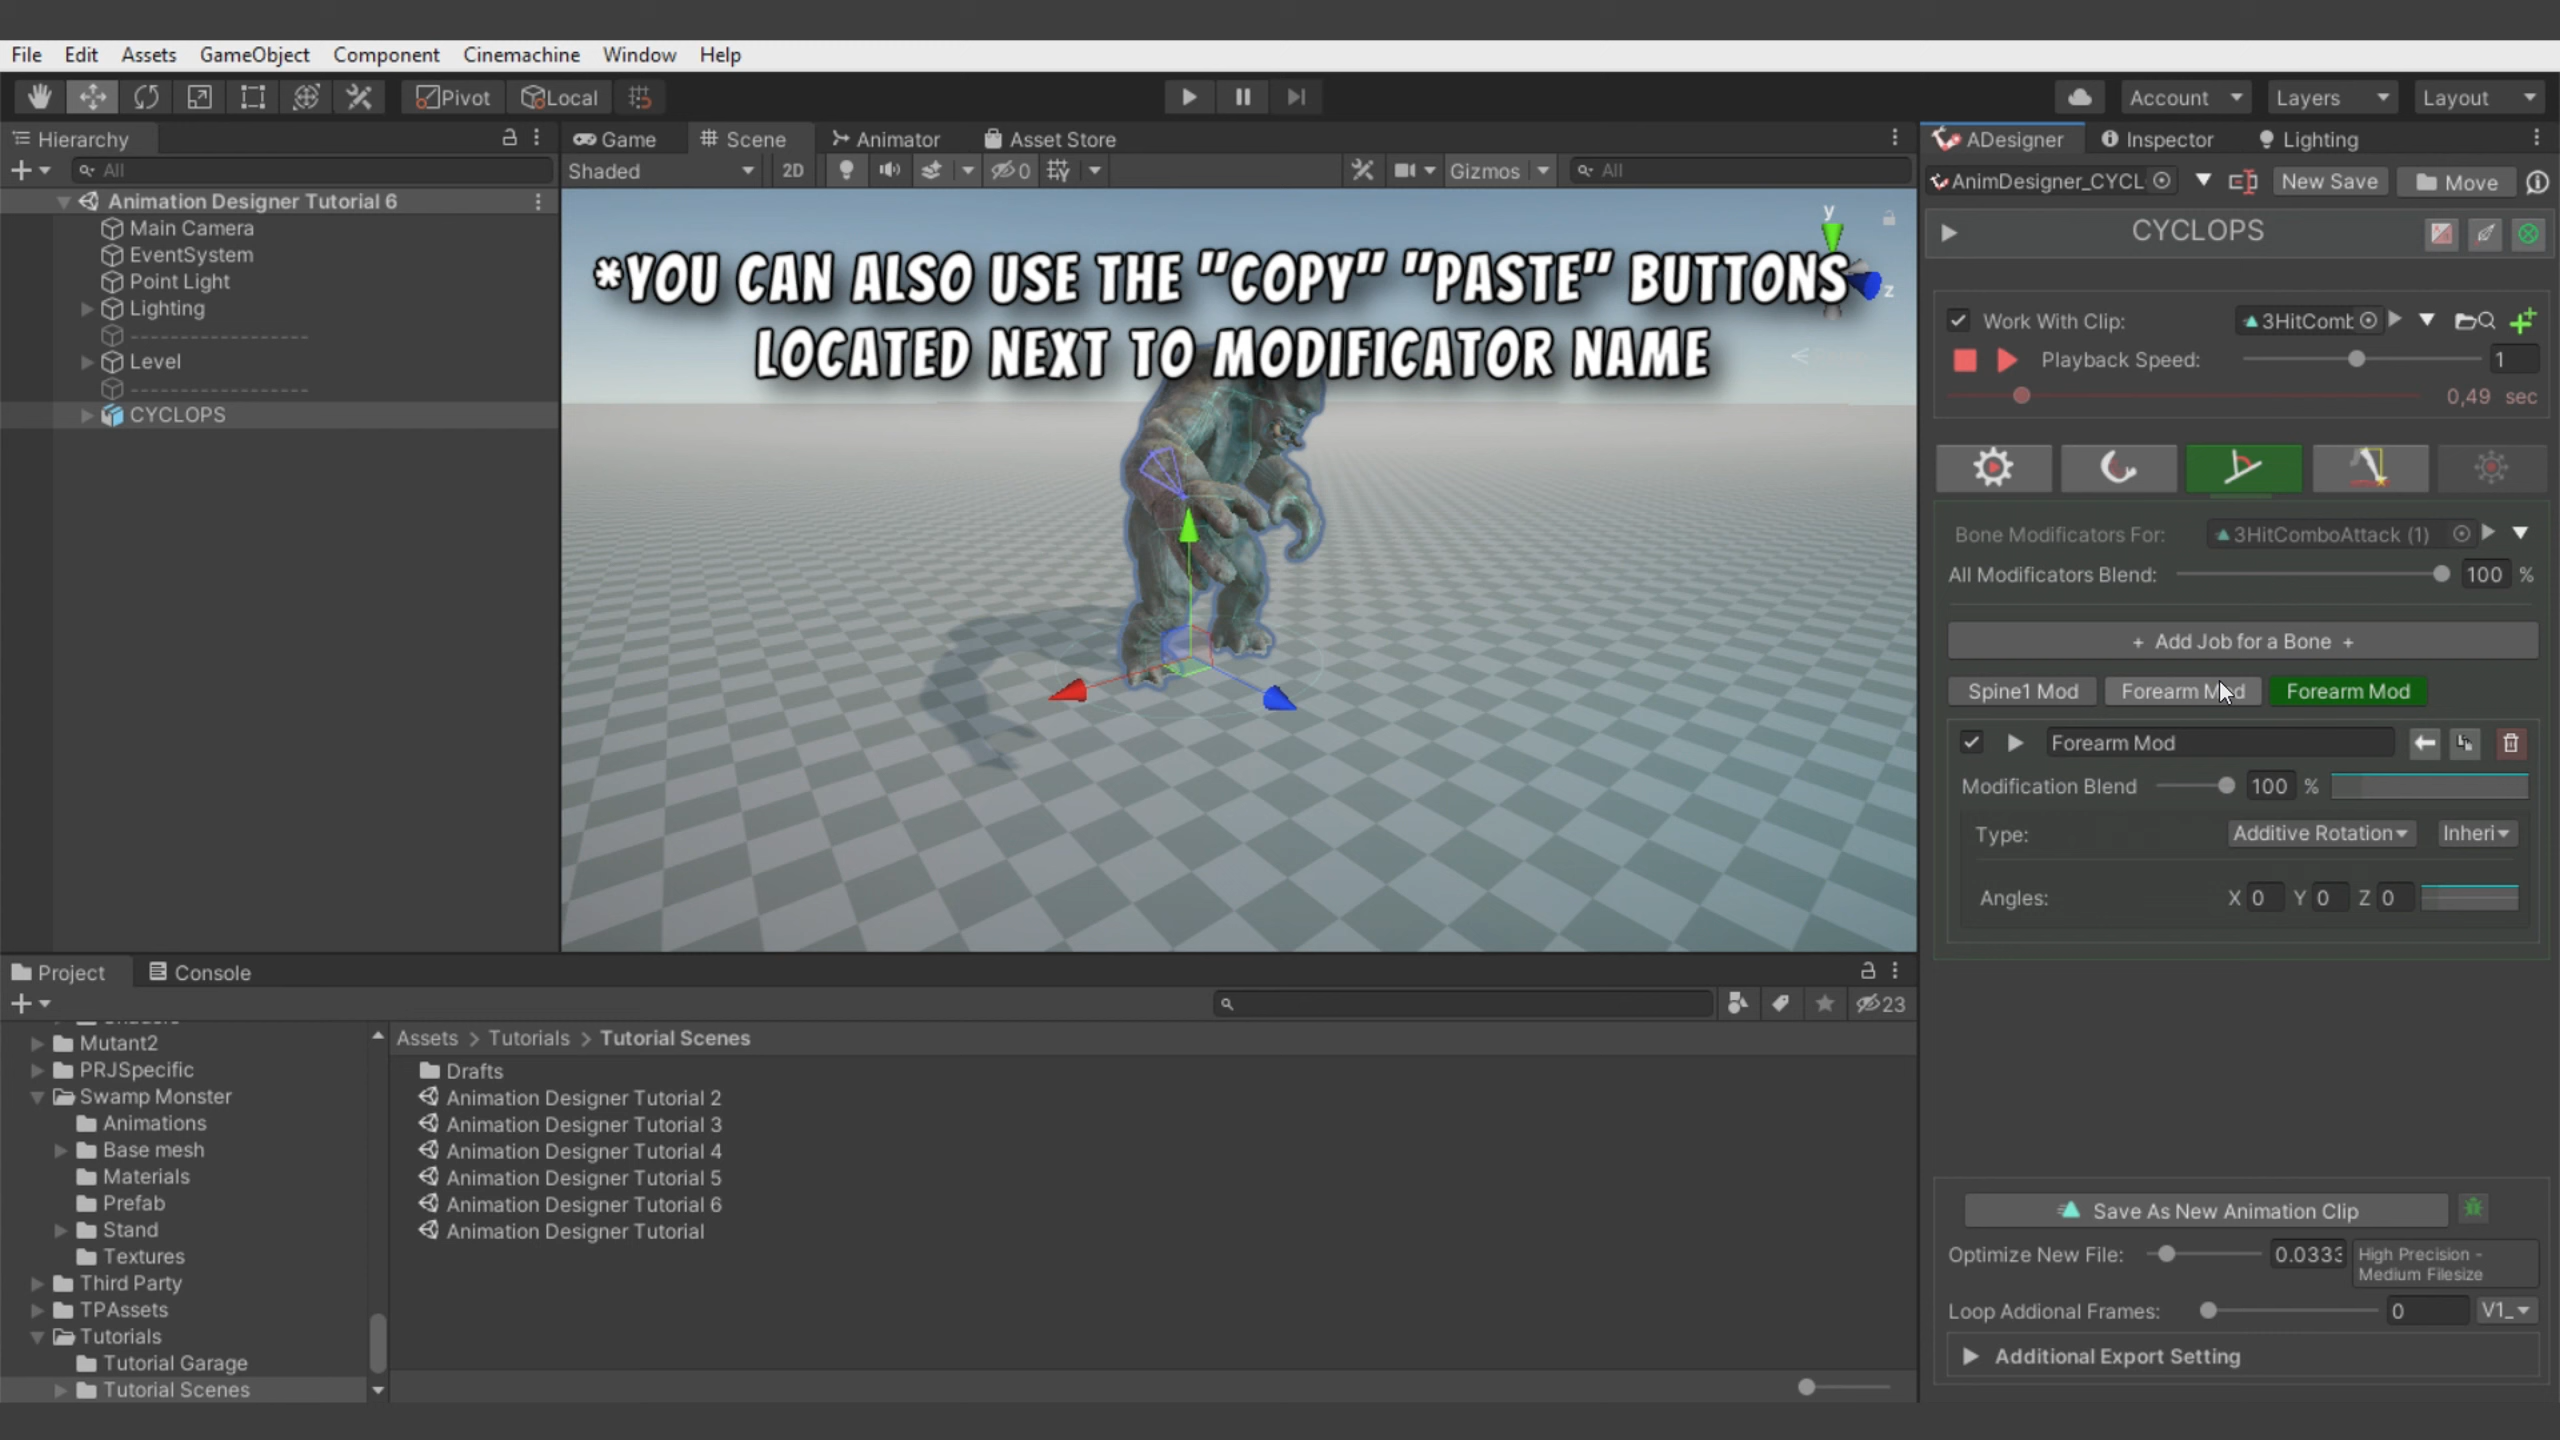 File Edit Assets GameObject Component Cinemachine Window Help
Pivot Local Account Layers Layout
Hierarchy
All
Animation Designer Tutorial 6
Main Camera
EventSystem
Point Light
Lighting
------------------
Level
------------------
CYCLOPS
Game Scene Animator Asset Store
Shaded 2D 0 Gizmos All
y
z
*YOU CAN ALSO USE THE "COPY" "PASTE" BUTTONS
LOCATED NEXT TO MODIFICATOR NAME
ADesigner Inspector Lighting
AnimDesigner_CYCL New Save Move
CYCLOPS
Work With Clip: 3HitComb
Playback Speed: 1
0,49 sec
Bone Modificators For: 3HitComboAttack (1)
All Modificators Blend: 100 %
+ Add Job for a Bone +
Spine1 Mod Forearm Mod Forearm Mod
Forearm Mod
Modification Blend 100 %
Type: Additive Rotation Inheri
Angles: X 0 Y 0 Z 0
Save As New Animation Clip
Optimize New File: 0.0333 High Precision -
Medium Filesize
Loop Addional Frames: 0 V1_
Additional Export Setting
Project Console
23
Mutant2
PRJSpecific
Swamp Monster
Animations
Base mesh
Materials
Prefab
Stand
Textures
Third Party
TPAssets
Tutorials
Tutorial Garage
Tutorial Scenes
Assets > Tutorials > Tutorial Scenes
Drafts
Animation Designer Tutorial 2
Animation Designer Tutorial 3
Animation Designer Tutorial 4
Animation Designer Tutorial 5
Animation Designer Tutorial 6
Animation Designer Tutorial